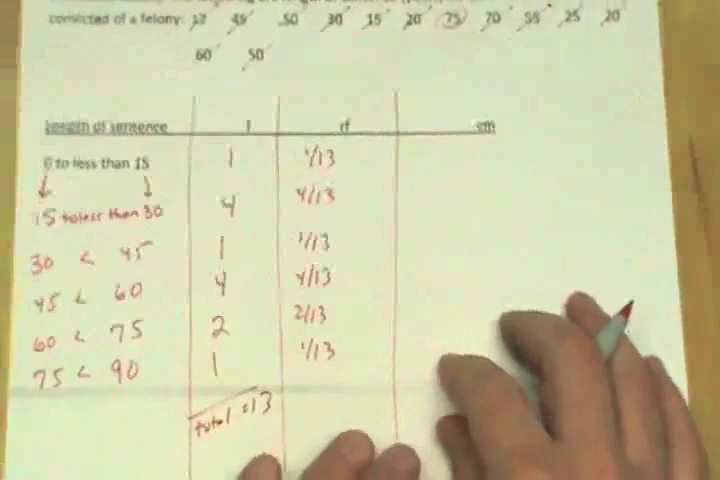 convicted of a felony: 12 45 50 30 15 20 75 70 55 25 20
60 50
Length of sentence f rf crf
0 to less than 15 1 1/13
15 to less than 30 4 4/13
30 < 45 1 1/13
45 < 60 4 4/13
60 < 75 2 2/13
75 < 90 1 1/13
total = 13